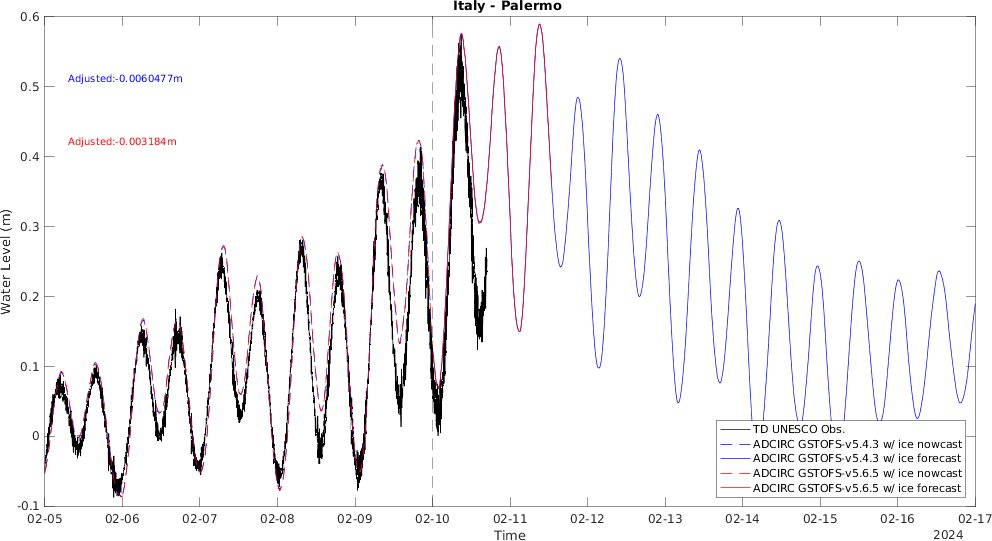 Italy - Palermo
0.6
0.5
0.4
0.3
0.2
0.1
0
-0.1
Water Level (m)
Adjusted:-0.0060477m
Adjusted:-0.003184m
TD UNESCO Obs.
ADCIRC GSTOFS-v5.4.3 w/ ice nowcast
ADCIRC GSTOFS-v5.4.3 w/ ice forecast
ADCIRC GSTOFS-v5.6.5 w/ ice nowcast
ADCIRC GSTOFS-v5.6.5 w/ ice forecast
02-05 02-06 02-07 02-08 02-09 02-10 02-11 02-12 02-13 02-14 02-15 02-16 02-17
Time
2024